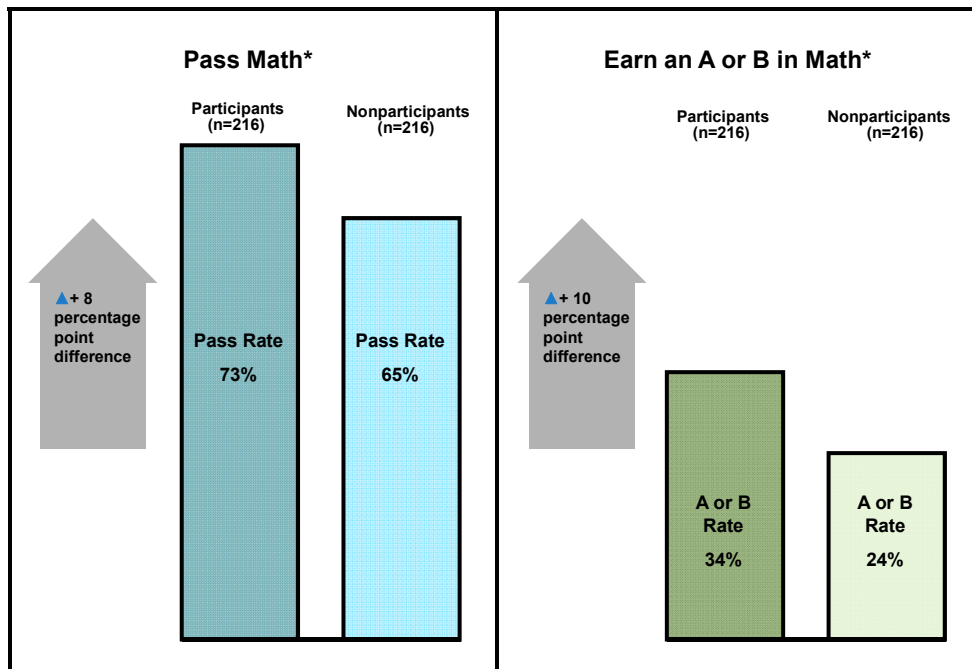 Pass Math*
Participants
(n=216)
Nonparticipants
(n=216)
▲+ 8
percentage
point
difference
Pass Rate
73%
Pass Rate
65%
Earn an A or B in Math*
Participants
(n=216)
Nonparticipants
(n=216)
▲+ 10
percentage
point
difference
A or B
Rate
34%
A or B
Rate
24%